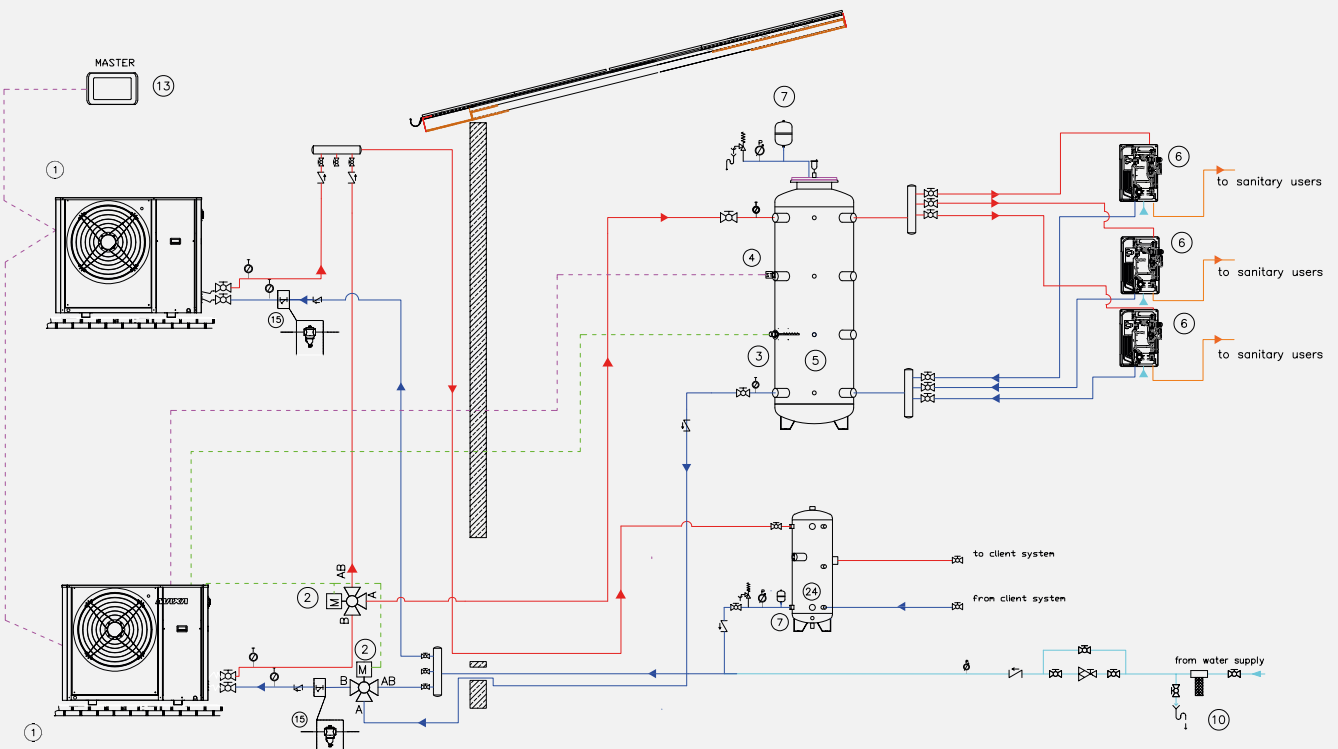 MASTER
13
7
1
6
to sanitary users
4
6
to sanitary users
15
3
5
6
to sanitary users
AB
to client system
2
M
A
24
B
from client system
7
2
M
from water supply
B
AB
A
15
10
1